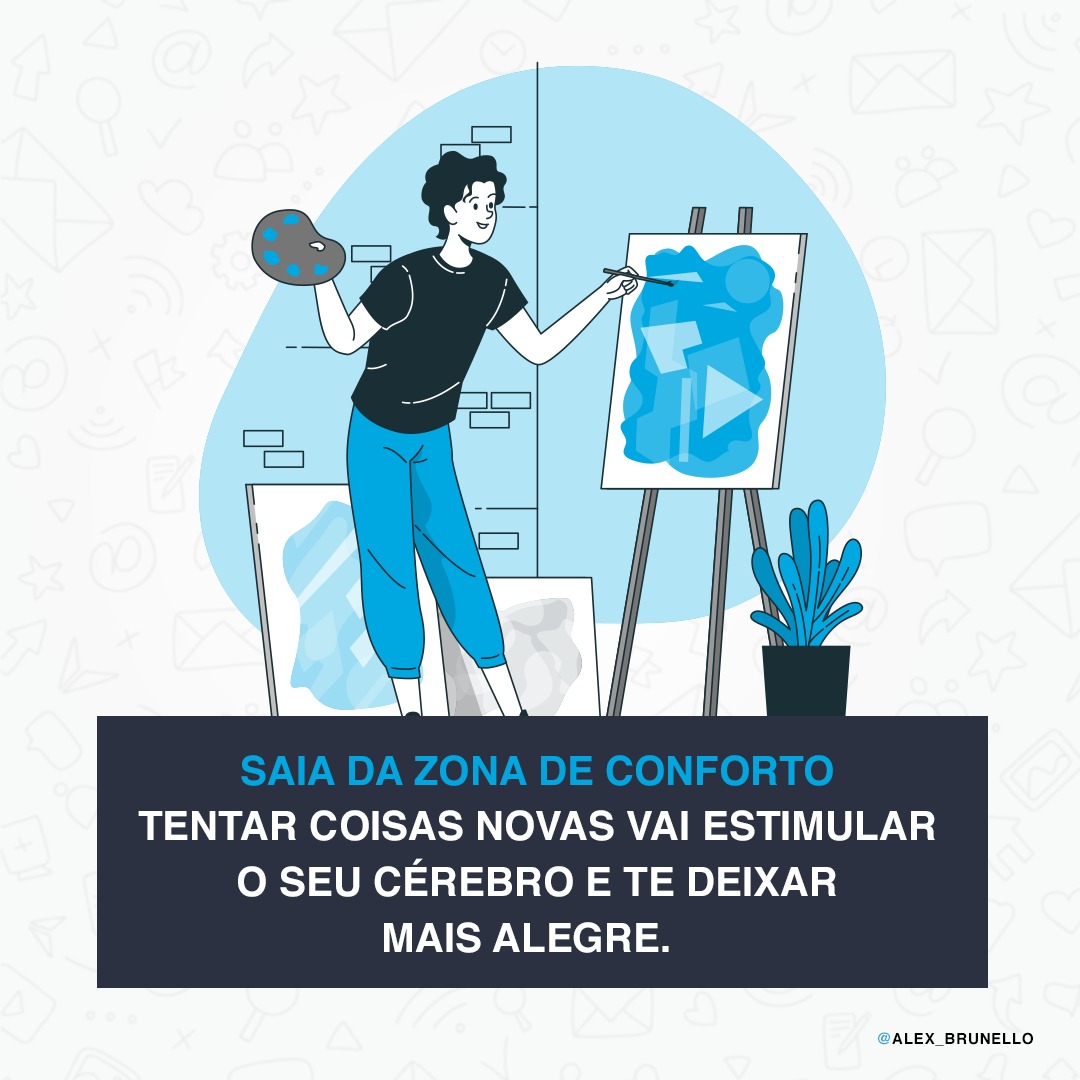 SAIA DA ZONA DE CONFORTO
TENTAR COISAS NOVAS VAI ESTIMULAR
O SEU CÉREBRO E TE DEIXAR
MAIS ALEGRE.
@ALEX_BRUNELLO